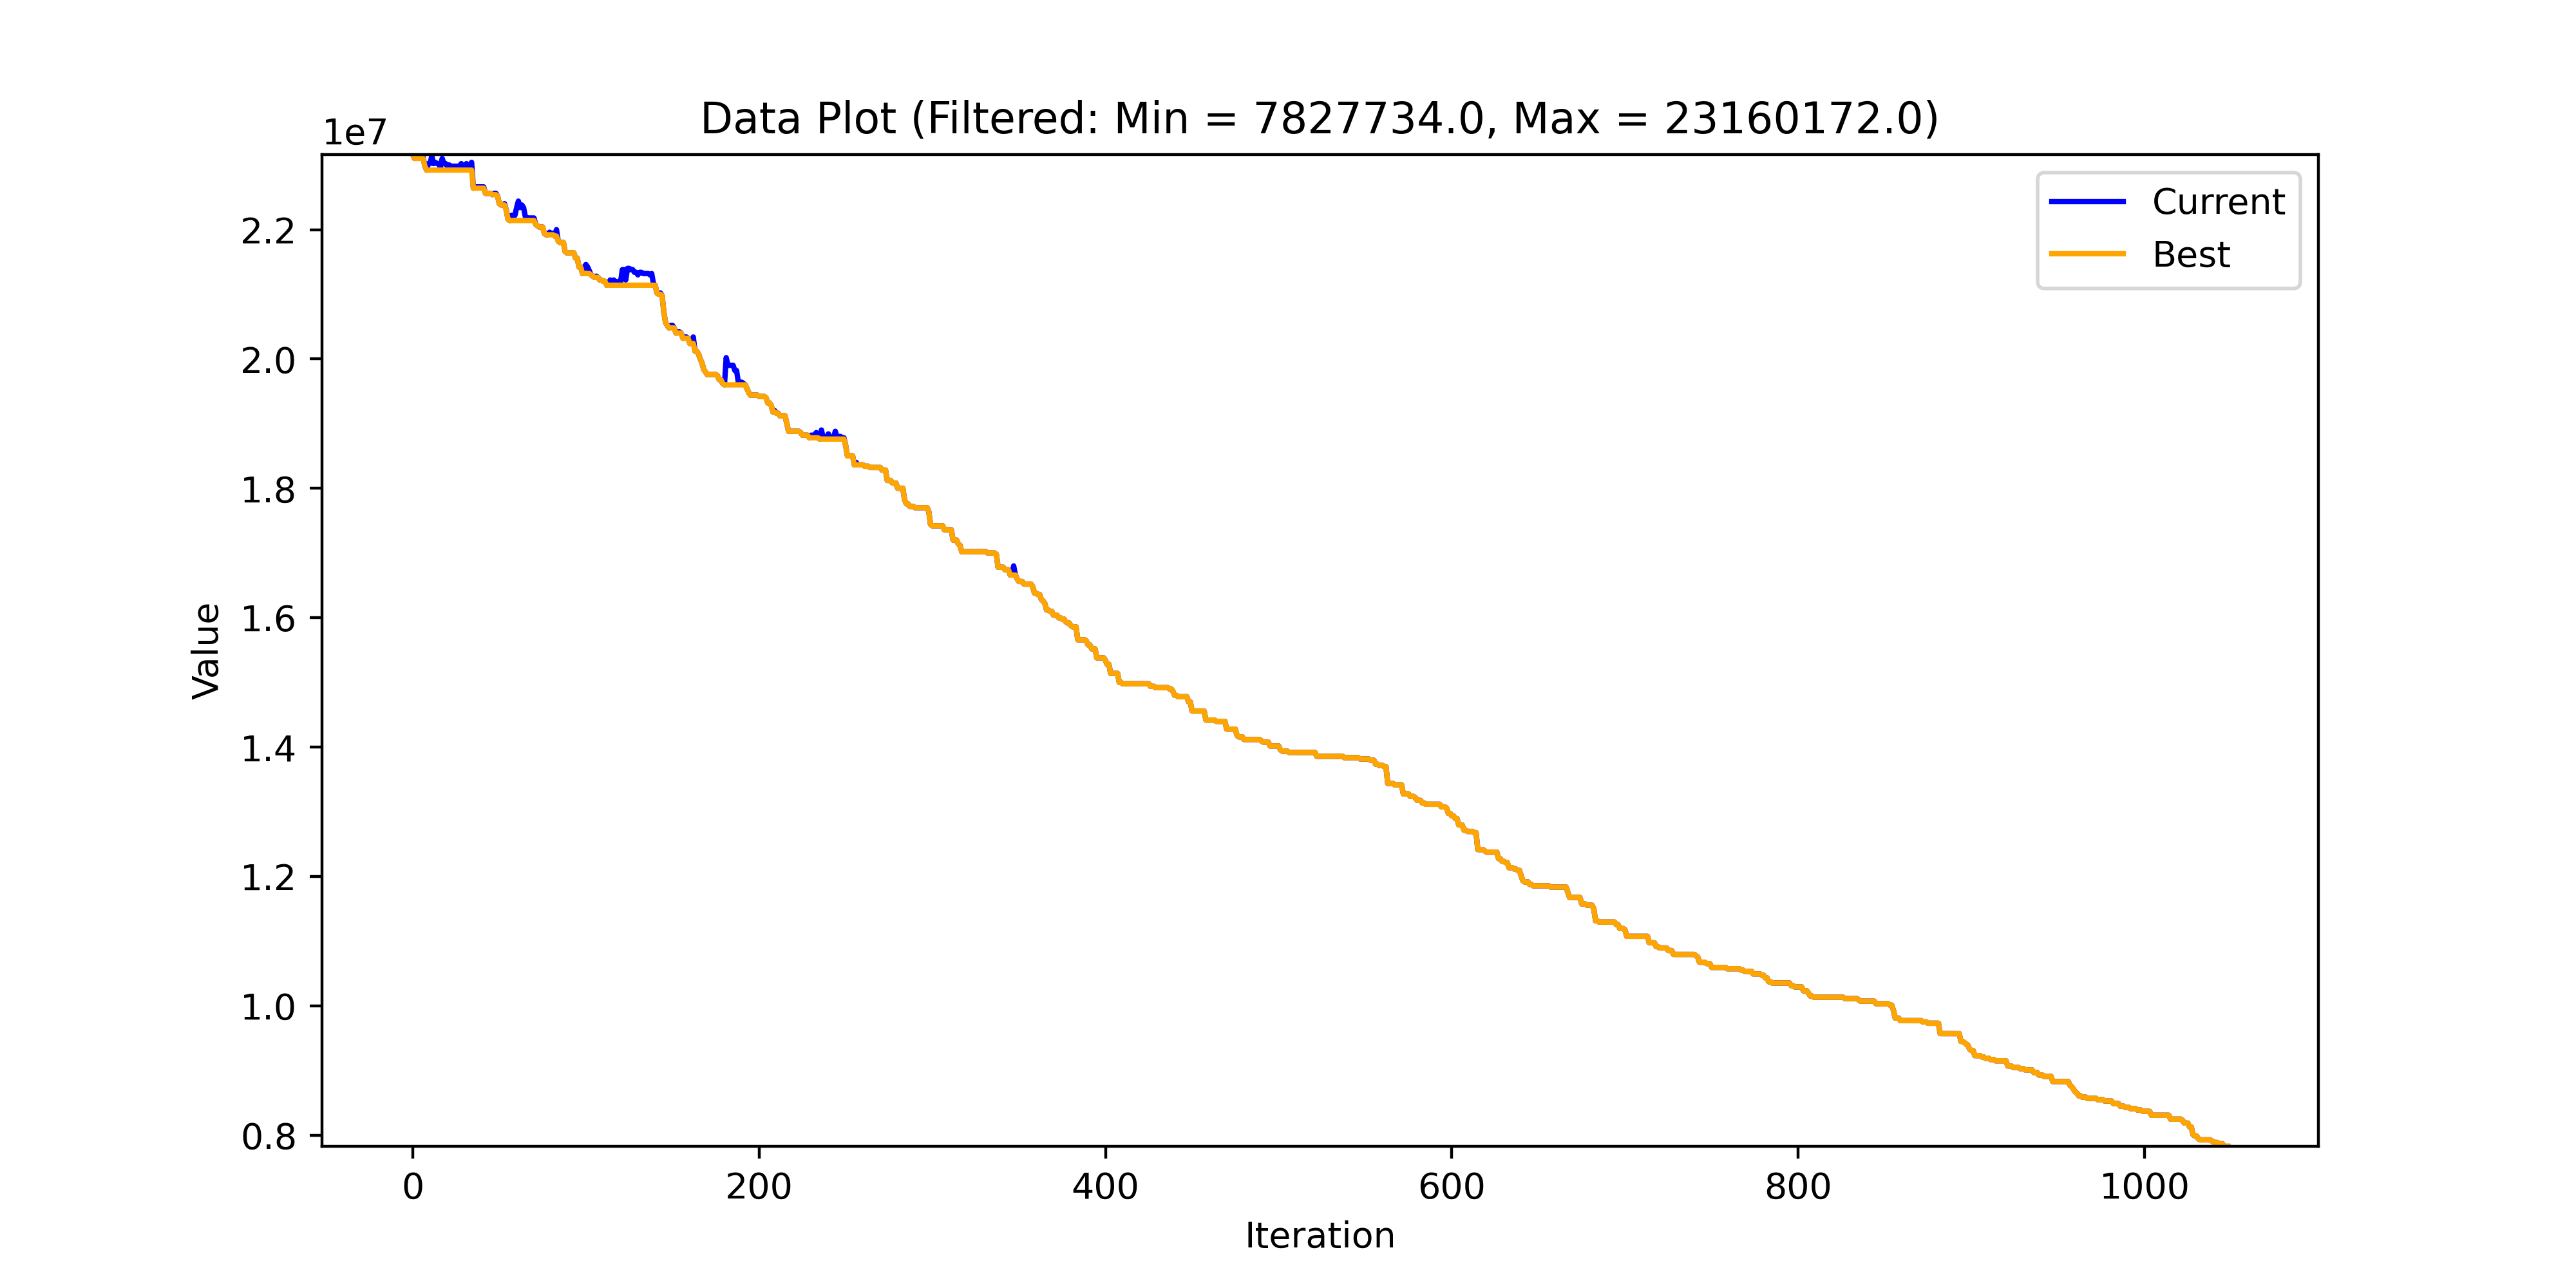 Data Plot (Filtered: Min = 7827734.0, Max = 23160172.0)
1e7
Current
Best
2.2
2.0
1.8
1.6
1.4
1.2
1.0
0.8
Value
0 200 400 600 800 1000
Iteration